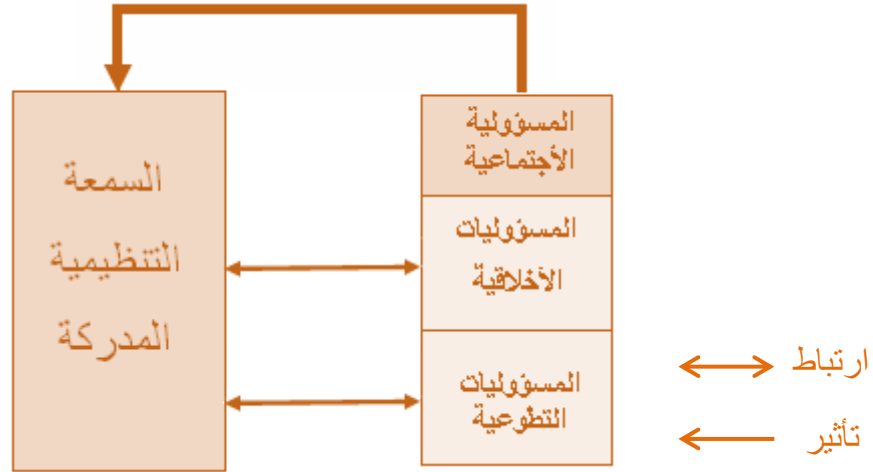 المسؤولية
الأجتماعية
المسؤوليات
الأخلاقية
المسؤوليات
التطوعية
السمعة
التنظيمية
المدركة
ارتباط
تأثير